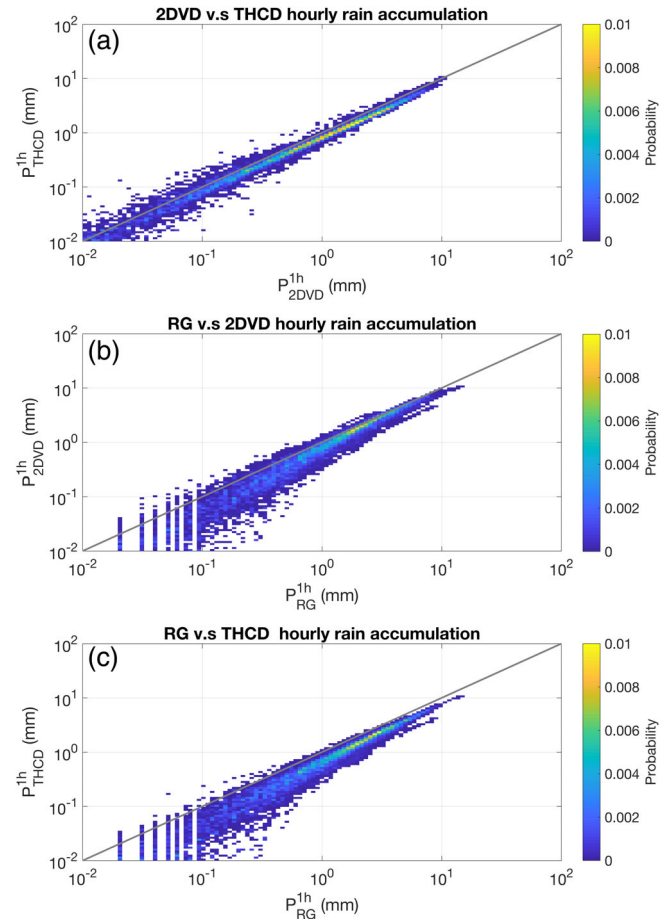 2DVD v.s THCD hourly rain accumulation
(a)
10^2
10^1
10^0
10^-1
10^-2
P^1h_THCD (mm)
10^-2 10^-1 10^0 10^1 10^2
P^1h_2DVD (mm)
0.01
0.008
0.006
0.004
0.002
0
Probability
RG v.s 2DVD hourly rain accumulation
(b)
10^2
10^1
10^0
10^-1
10^-2
P^1h_2DVD (mm)
10^-2 10^-1 10^0 10^1 10^2
P^1h_RG (mm)
0.01
0.008
0.006
0.004
0.002
0
Probability
RG v.s THCD hourly rain accumulation
(c)
10^2
10^1
10^0
10^-1
10^-2
P^1h_THCD (mm)
10^-2 10^-1 10^0 10^1 10^2
P^1h_RG (mm)
0.01
0.008
0.006
0.004
0.002
0
Probability